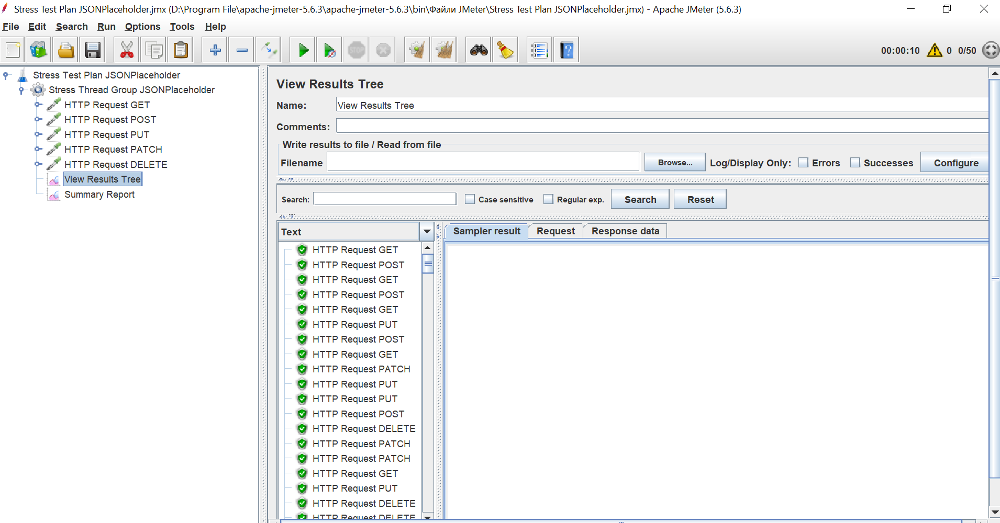 Stress Test Plan JSONPlaceholder.jmx (D:\Program File\apache-jmeter-5.6.3\apache-jmeter-5.6.3\bin\Файли JMeter\Stress Test Plan JSONPlaceholder.jmx) - Apache JMeter (5.6.3)
File Edit Search Run Options Tools Help
STOP
00:00:10 0 0/50
Stress Test Plan JSONPlaceholder
Stress Thread Group JSONPlaceholder
HTTP Request GET
HTTP Request POST
HTTP Request PUT
HTTP Request PATCH
HTTP Request DELETE
View Results Tree
Summary Report
View Results Tree
Name: View Results Tree
Comments:
Write results to file / Read from file
Filename Browse... Log/Display Only: Errors Successes Configure
Search: Case sensitive Regular exp. Search Reset
Text
Sampler result Request Response data
HTTP Request GET
HTTP Request POST
HTTP Request GET
HTTP Request POST
HTTP Request GET
HTTP Request PUT
HTTP Request POST
HTTP Request GET
HTTP Request PATCH
HTTP Request PUT
HTTP Request PUT
HTTP Request POST
HTTP Request DELETE
HTTP Request PATCH
HTTP Request PATCH
HTTP Request GET
HTTP Request PUT
HTTP Request DELETE
HTTP Request DELETE